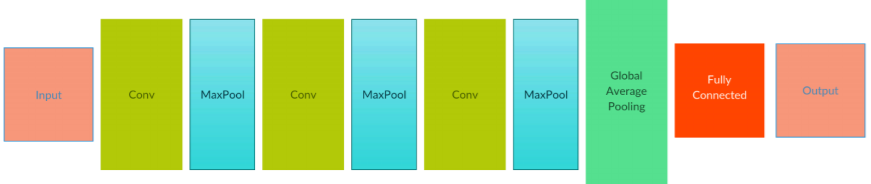 Input
Conv
MaxPool
Conv
MaxPool
Conv
MaxPool
Global
Average
Pooling
Fully
Connected
Output